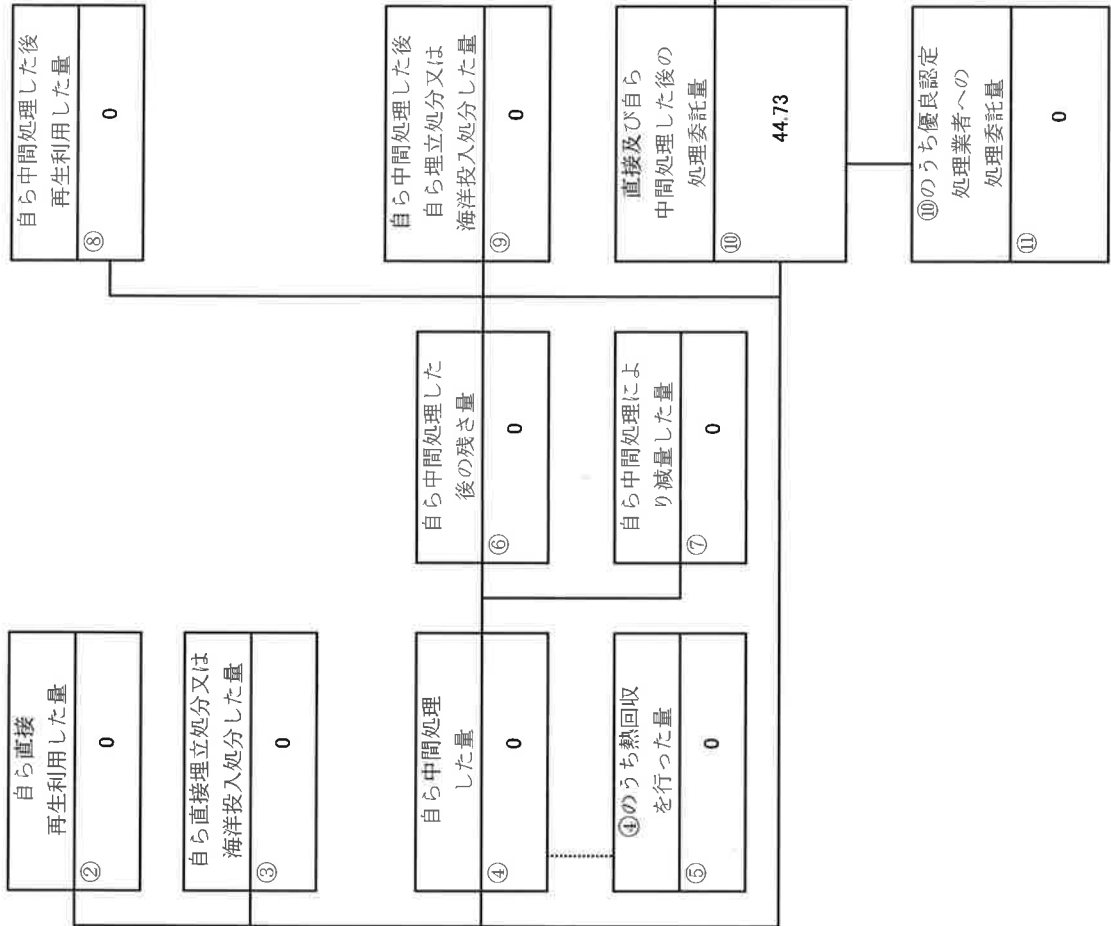 自ら直接
再生利用した量
②
0
自ら直接埋立処分又は
海洋投入処分した量
③
0
自ら中間処理
した量
④
0
④のうち熱回収
を行った量
⑤
0
自ら中間処理した
後の残さ量
⑥
0
自ら中間処理によ
り減量した量
⑦
0
自ら中間処理した後
再生利用した量
⑧
0
自ら中間処理した後
自ら埋立処分又は
海洋投入処分した量
⑨
0
直接及び自ら
中間処理した後の
処理委託量
⑩
44.73
⑩のうち優良認定
処理業者への
処理委託量
⑪
0